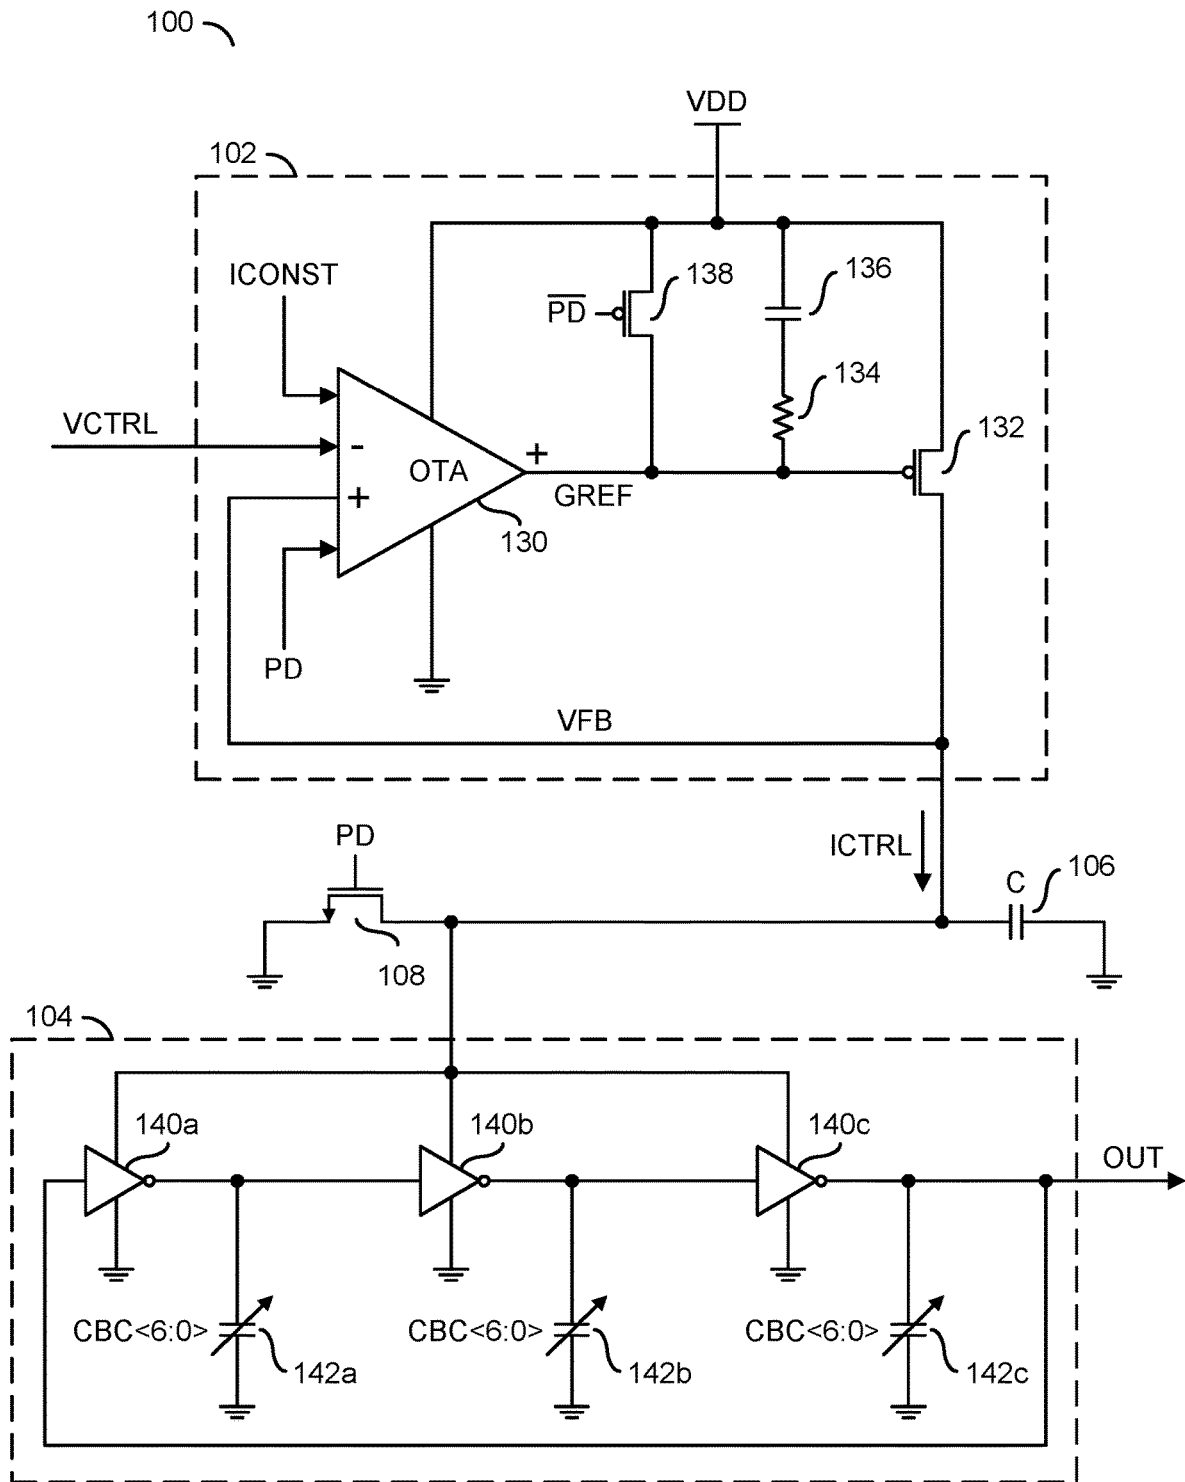 100
VDD
102
ICONST
PD
138
136
134
VCTRL
-
+
OTA
+
GREF
132
130
PD
VFB
ICTRL
PD
C
106
108
104
140a
140b
140c
OUT
CBC<6:0>
CBC<6:0>
CBC<6:0>
142a
142b
142c